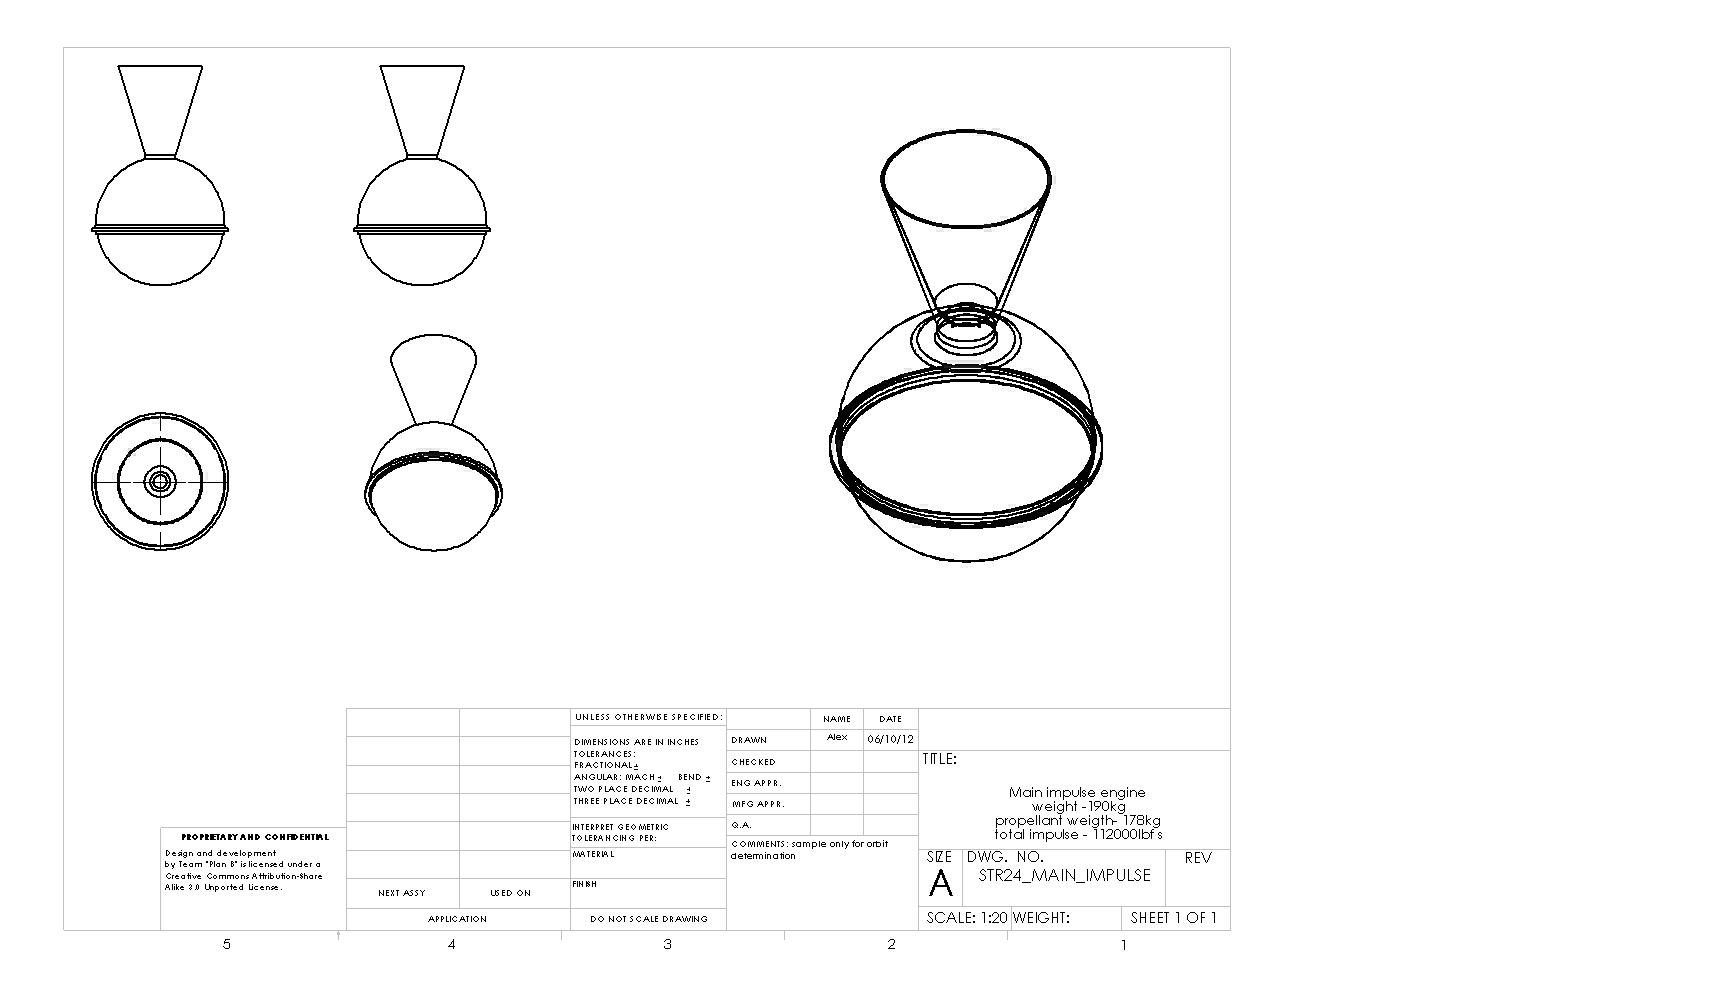 UNLESS OTHERWISE SPECIFIED:
DIMENSIONS ARE IN INCHES
TOLERANCES:
FRACTIONAL±
ANGULAR: MACH± BEND ±
TWO PLACE DECIMAL ±
THREE PLACE DECIMAL ±
INTERPRET GEOMETRIC
TOLERANCING PER:
MATERIAL
FINISH
DO NOT SCALE DRAWING
NEXT ASSY USED ON
APPLICATION
PROPRIETARY AND CONFIDENTIAL
Design and development
by Team "Plan B" is licensed under a
Creative Commons Attribution-Share
Alike 3.0 Unported License.
NAME DATE
DRAWN Alex 06/10/12
CHECKED
ENG APPR.
MFG APPR.
Q.A.
COMMENTS: sample only for orbit
determination
TITLE:
Main impulse engine
weight -190kg
propellant weigth- 178kg
total impulse - 112000lbf s
SIZE DWG. NO. REV
A STR24_MAIN_IMPULSE
SCALE: 1:20 WEIGHT: SHEET 1 OF 1
5 4 3 2 1